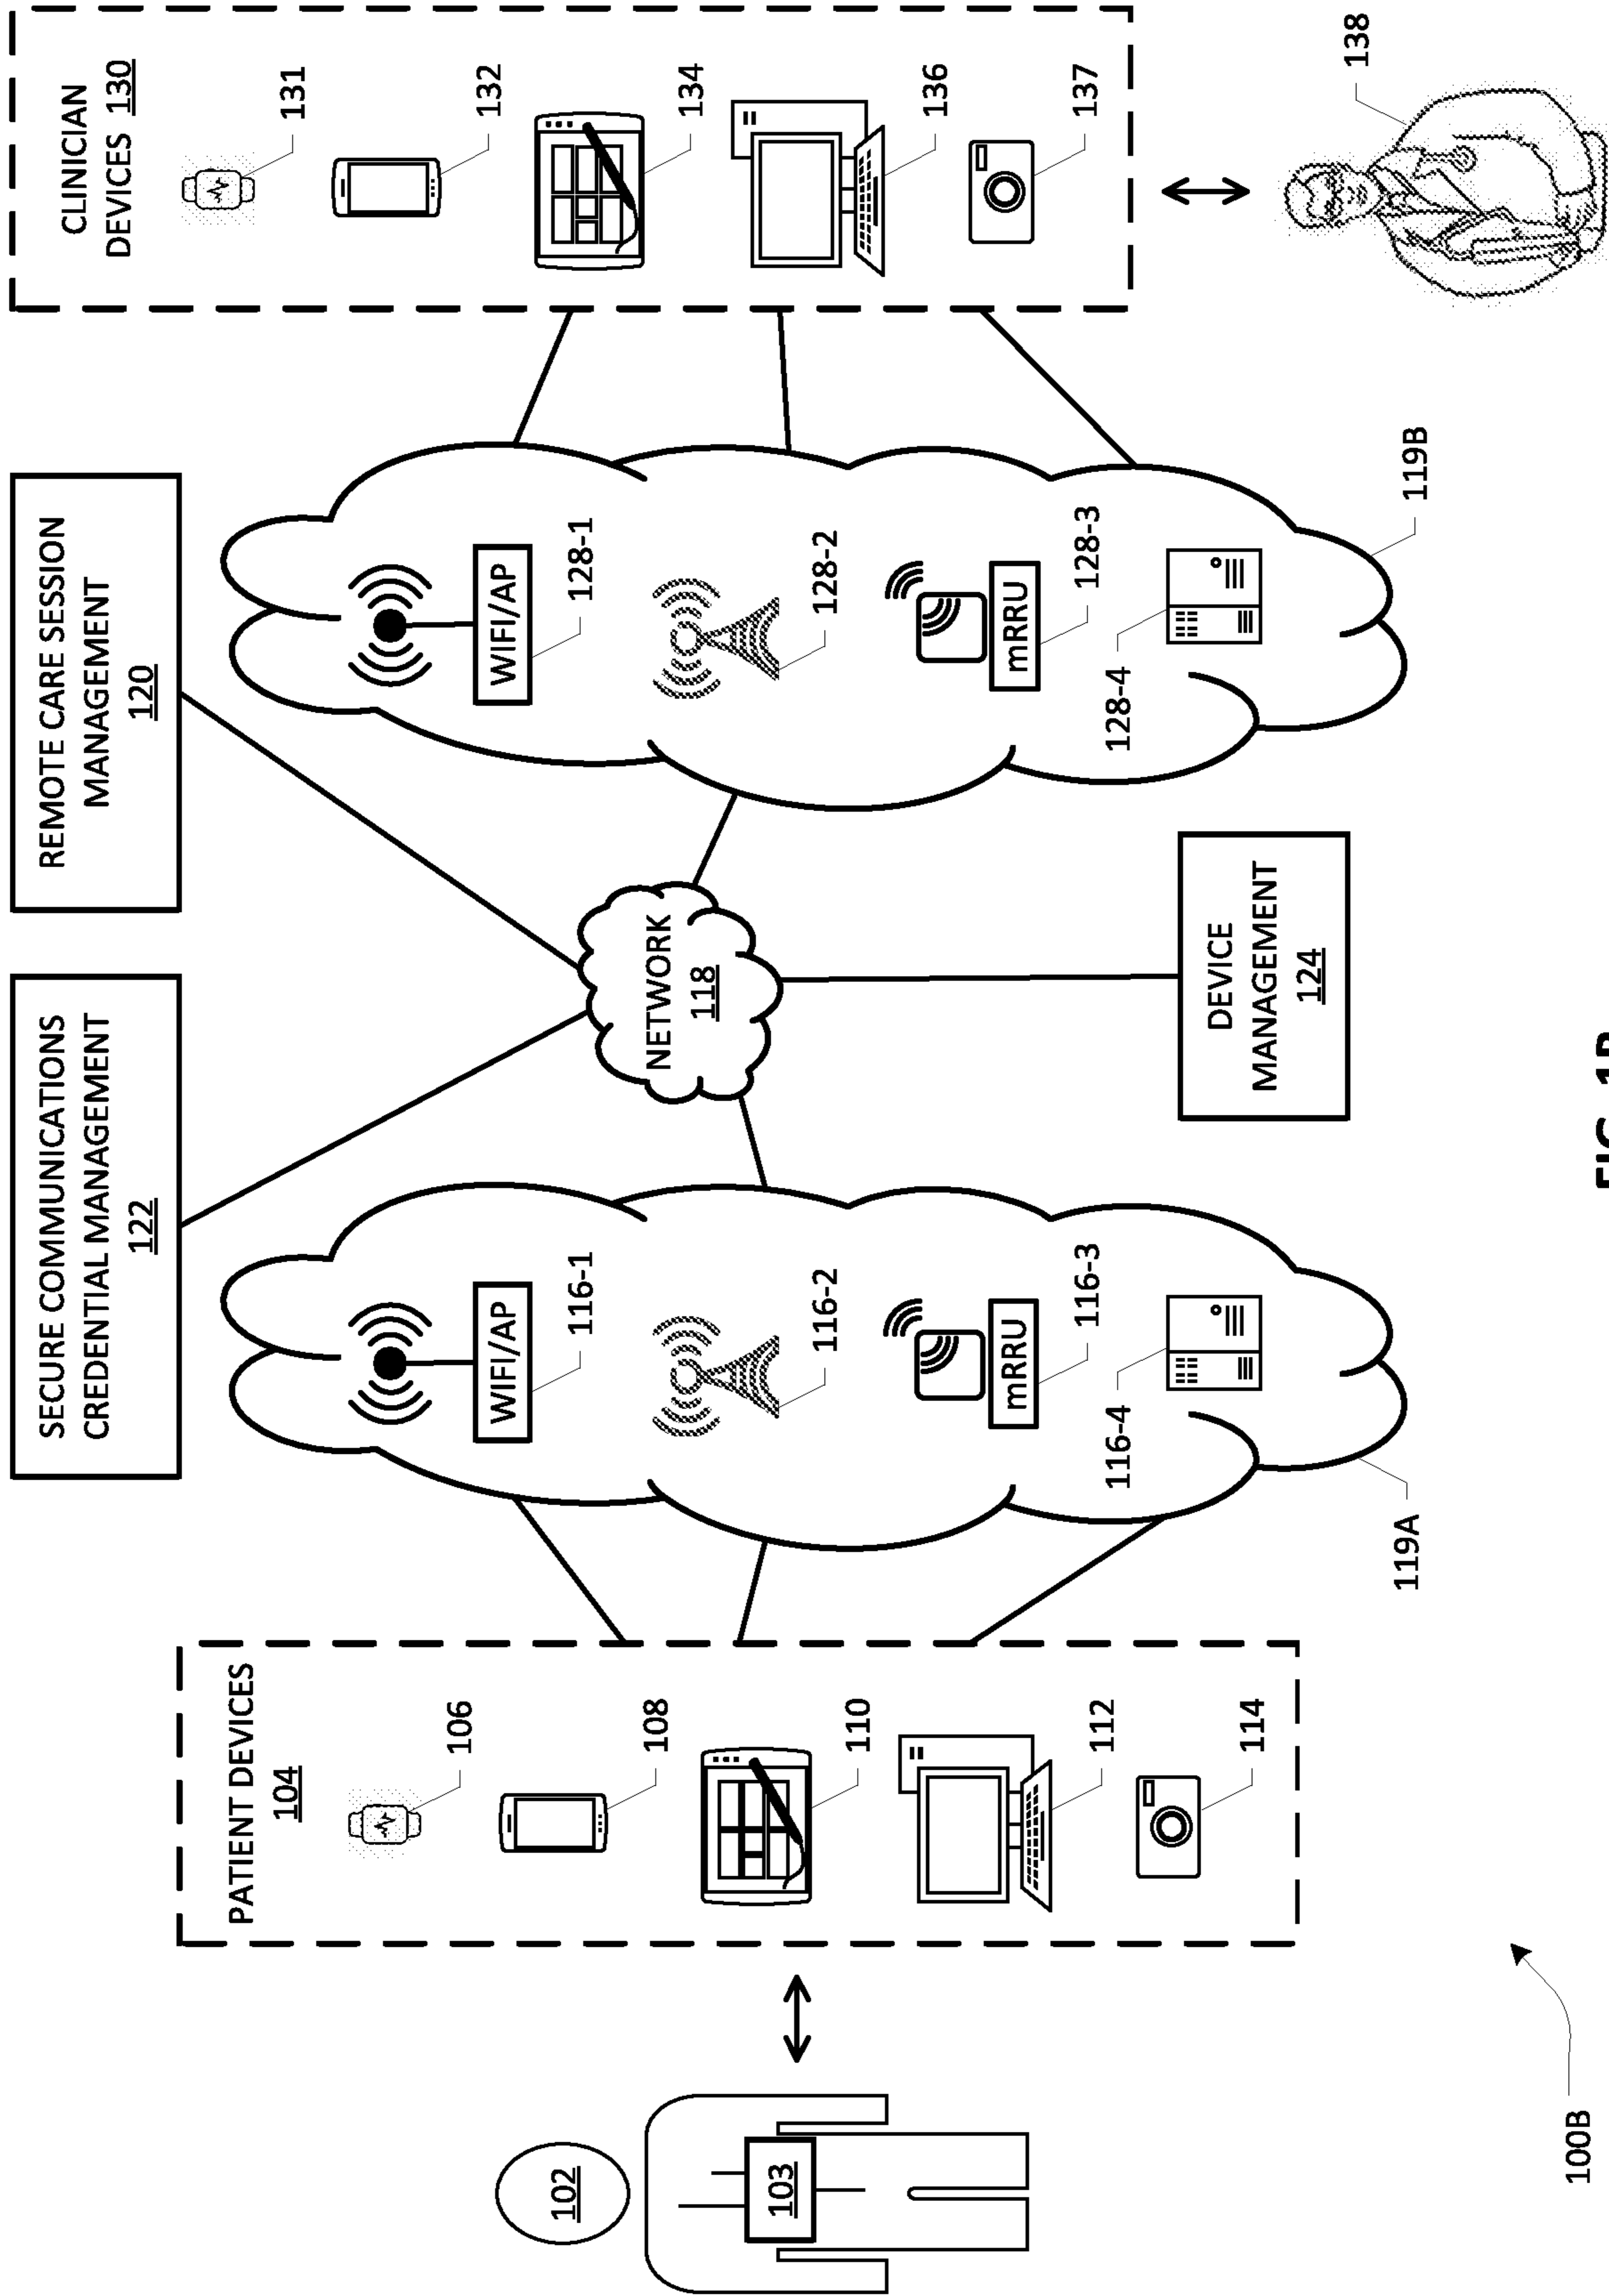 SECURE COMMUNICATIONS
CREDENTIAL MANAGEMENT
122
REMOTE CARE SESSION
MANAGEMENT
120
CLINICIAN
DEVICES 130
131
132
134
136
137
138
PATIENT DEVICES
104
106
108
110
112
114
102
103
WIFI/AP
116-1
116-2
mRRU
116-3
116-4
119A
NETWORK
118
WIFI/AP
128-1
128-2
mRRU
128-3
128-4
119B
DEVICE
MANAGEMENT
124
100B
FIG. 1B